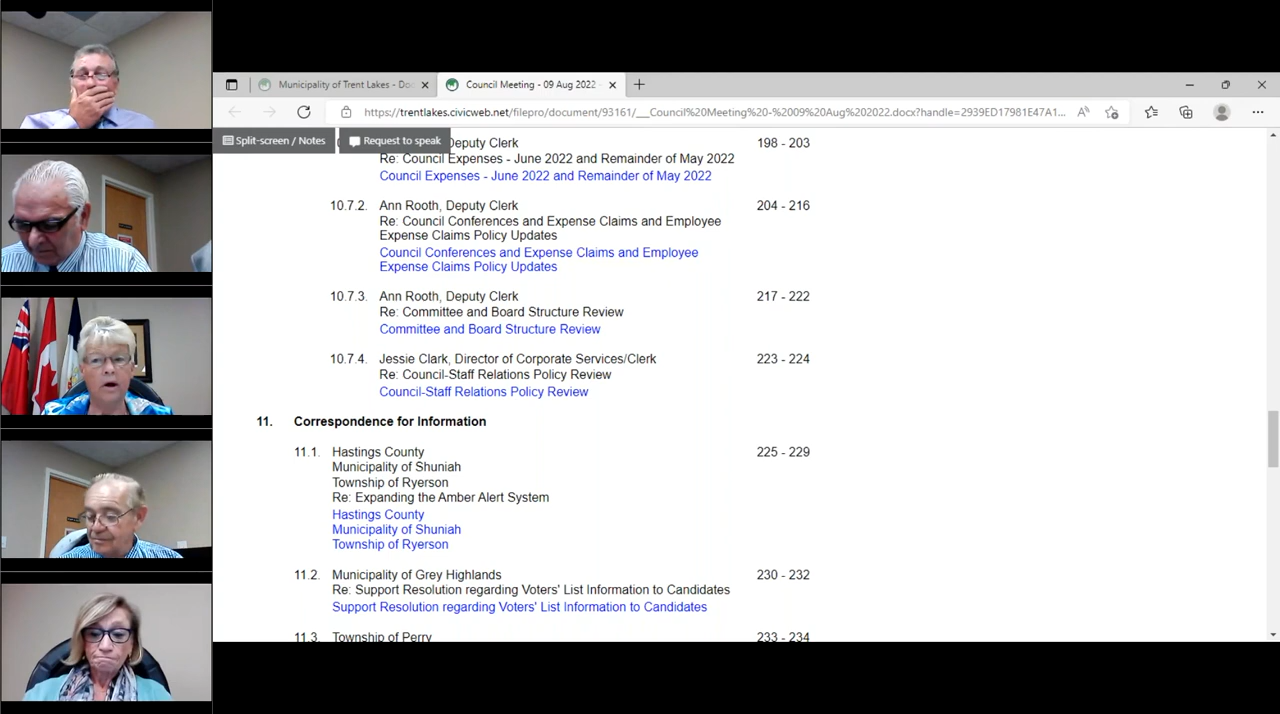 Municipality of Trent Lakes - Doc
Council Meeting - 09 Aug 2022
https://trentlakes.civicweb.net/filepro/document/93161/__Council%20Meeting%20-%2009%20Aug%202022.docx?handle=2939ED17981E47A1...
Split-screen / Notes
Request to speak
Deputy Clerk 198 - 203
Re: Council Expenses - June 2022 and Remainder of May 2022
Council Expenses - June 2022 and Remainder of May 2022
10.7.2. Ann Rooth, Deputy Clerk 204 - 216
Re: Council Conferences and Expense Claims and Employee
Expense Claims Policy Updates
Council Conferences and Expense Claims and Employee
Expense Claims Policy Updates
10.7.3. Ann Rooth, Deputy Clerk 217 - 222
Re: Committee and Board Structure Review
Committee and Board Structure Review
10.7.4. Jessie Clark, Director of Corporate Services/Clerk 223 - 224
Re: Council-Staff Relations Policy Review
Council-Staff Relations Policy Review
11. Correspondence for Information
11.1. Hastings County 225 - 229
Municipality of Shuniah
Township of Ryerson
Re: Expanding the Amber Alert System
Hastings County
Municipality of Shuniah
Township of Ryerson
11.2. Municipality of Grey Highlands 230 - 232
Re: Support Resolution regarding Voters' List Information to Candidates
Support Resolution regarding Voters' List Information to Candidates
11.3. Township of Perry 233 - 234